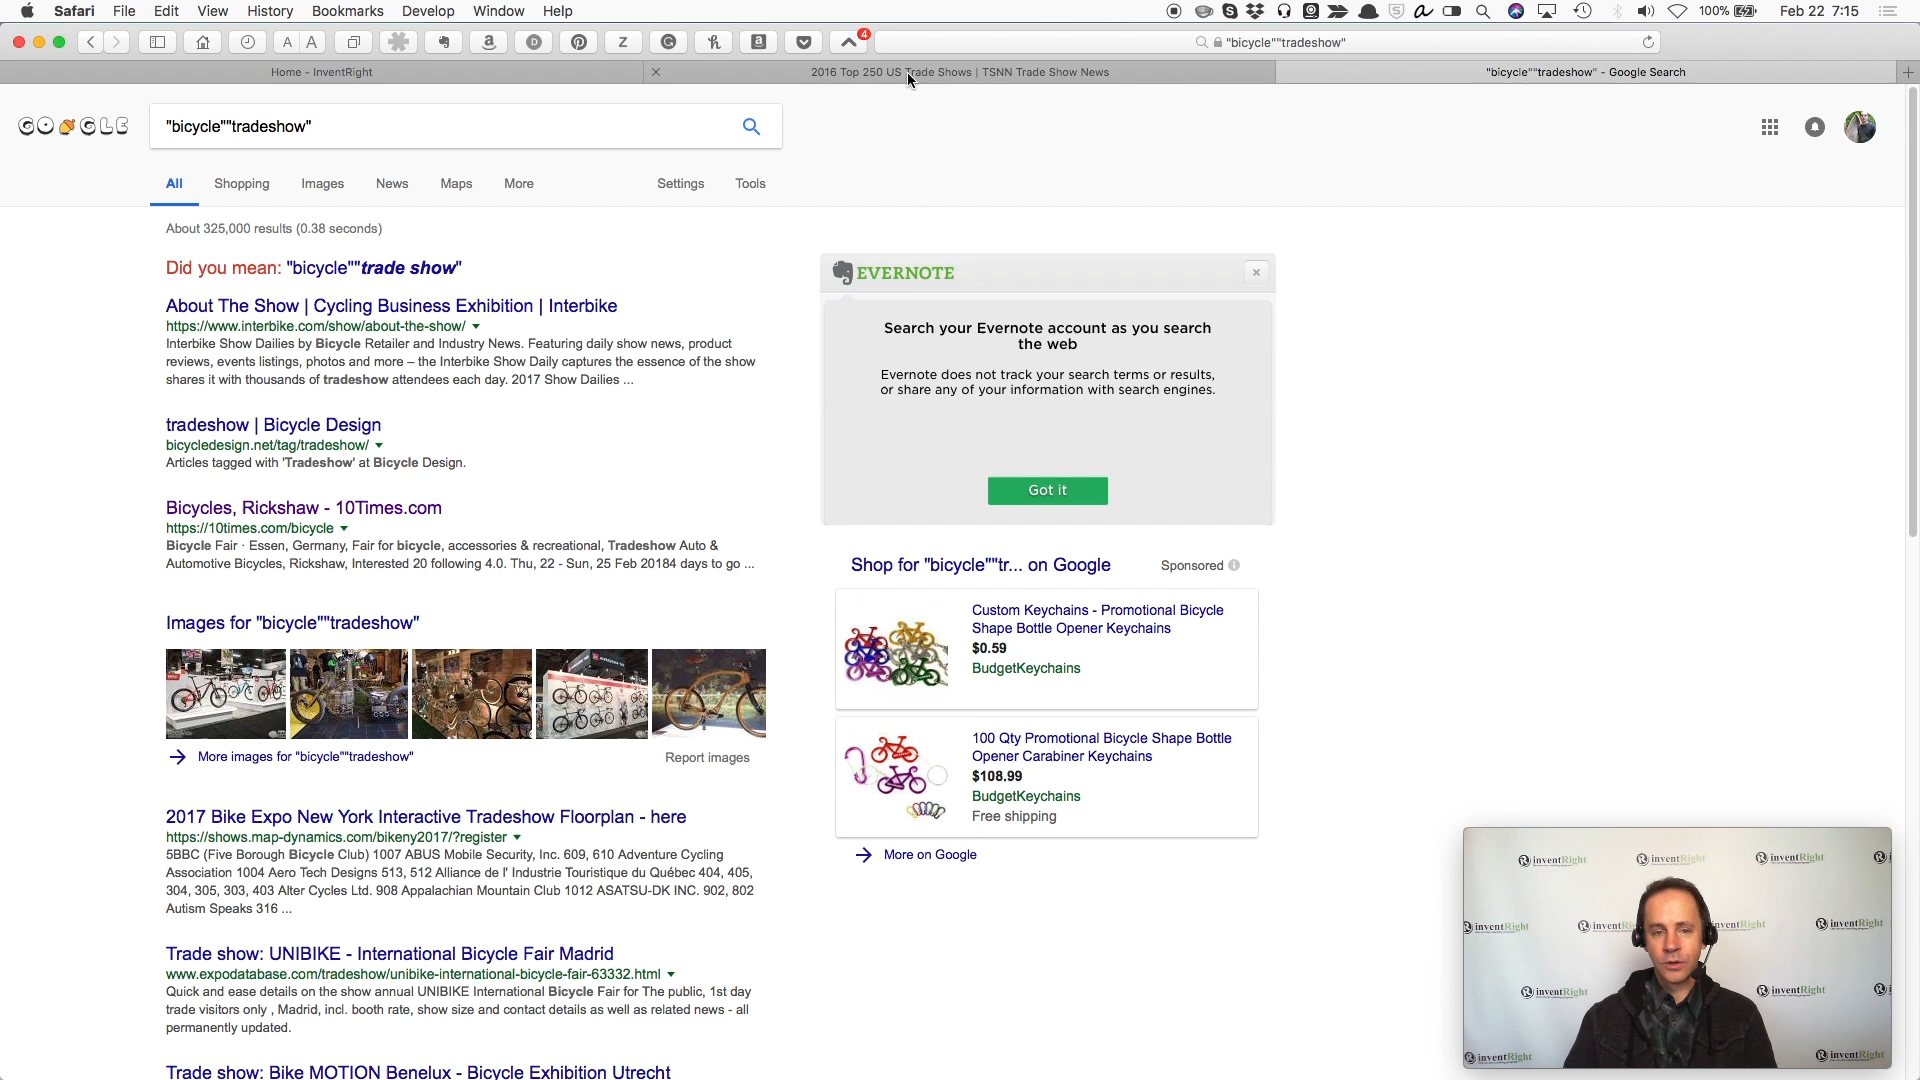 Safari File Edit View History Bookmarks Develop Window Help 100% Feb 22 7:15
A A a D Z G h a 4 "bicycle""tradeshow"
Home - InventRight 2016 Top 250 US Trade Shows | TSNN Trade Show News "bicycle""tradeshow" - Google Search
GOOGLE "bicycle""tradeshow"
All Shopping Images News Maps More Settings Tools
About 325,000 results (0.38 seconds)
Did you mean: "bicycle""trade show"
About The Show | Cycling Business Exhibition | Interbike
https://www.interbike.com/show/about-the-show/
Interbike Show Dailies by Bicycle Retailer and Industry News. Featuring daily show news, product
reviews, events listings, photos and more – the Interbike Show Daily captures the essence of the show
shares it with thousands of tradeshow attendees each day. 2017 Show Dailies ...
tradeshow | Bicycle Design
bicycledesign.net/tag/tradeshow/
Articles tagged with 'Tradeshow' at Bicycle Design.
Bicycles, Rickshaw - 10Times.com
https://10times.com/bicycle
Bicycle Fair · Essen, Germany, Fair for bicycle, accessories & recreational, Tradeshow Auto &
Automotive Bicycles, Rickshaw, Interested 20 following 4.0. Thu, 22 - Sun, 25 Feb 20184 days to go ...
Images for "bicycle""tradeshow"
More images for "bicycle""tradeshow" Report images
2017 Bike Expo New York Interactive Tradeshow Floorplan - here
https://shows.map-dynamics.com/bikeny2017/?register
5BBC (Five Borough Bicycle Club) 1007 ABUS Mobile Security, Inc. 609, 610 Adventure Cycling
Association 1004 Aero Tech Designs 513, 512 Alliance de l' Industrie Touristique du Québec 404, 405,
304, 305, 303, 403 Alter Cycles Ltd. 908 Appalachian Mountain Club 1012 ASATSU-DK INC. 902, 802
Autism Speaks 316 ...
Trade show: UNIBIKE - International Bicycle Fair Madrid
www.expodatabase.com/tradeshow/unibike-international-bicycle-fair-63332.html
Quick and ease details on the show annual UNIBIKE International Bicycle Fair for The public, 1st day
trade visitors only , Madrid, incl. booth rate, show size and contact details as well as related news - all
permanently updated.
Trade show: Bike MOTION Benelux - Bicycle Exhibition Utrecht
EVERNOTE
Search your Evernote account as you search
the web
Evernote does not track your search terms or results,
or share any of your information with search engines.
Got it
Shop for "bicycle""tr... on Google Sponsored
Custom Keychains - Promotional Bicycle
Shape Bottle Opener Keychains
$0.59
BudgetKeychains
100 Qty Promotional Bicycle Shape Bottle
Opener Carabiner Keychains
$108.99
BudgetKeychains
Free shipping
More on Google
inventRight inventRight inventRight
inventRight inventRight inventRight inventRight
inventRight inventRight
inventRight inventRight